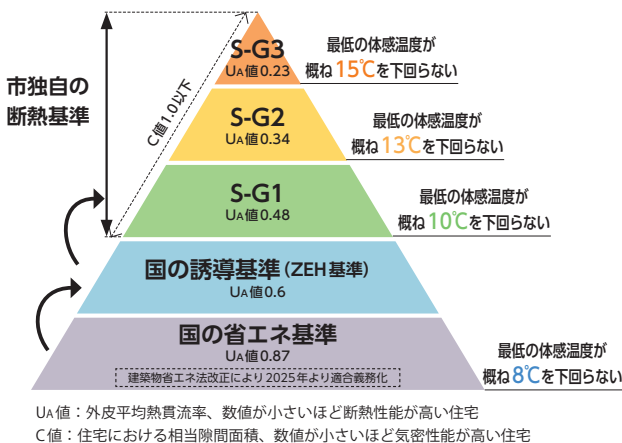 S-G3
UA値0.23
最低の体感温度が
概ね15℃を下回らない
市独自の
断熱基準
C値1.0以下
S-G2
UA値0.34
最低の体感温度が
概ね13℃を下回らない
S-G1
UA値0.48
最低の体感温度が
概ね10℃を下回らない
国の誘導基準(ZEH基準)
UA値0.6
国の省エネ基準
UA値0.87
建築物省エネ法改正により2025年より適合義務化
最低の体感温度が
概ね8℃を下回らない
UA値:外皮平均熱貫流率、数値が小さいほど断熱性能が高い住宅
C値:住宅における相当隙間面積、数値が小さいほど気密性能が高い住宅